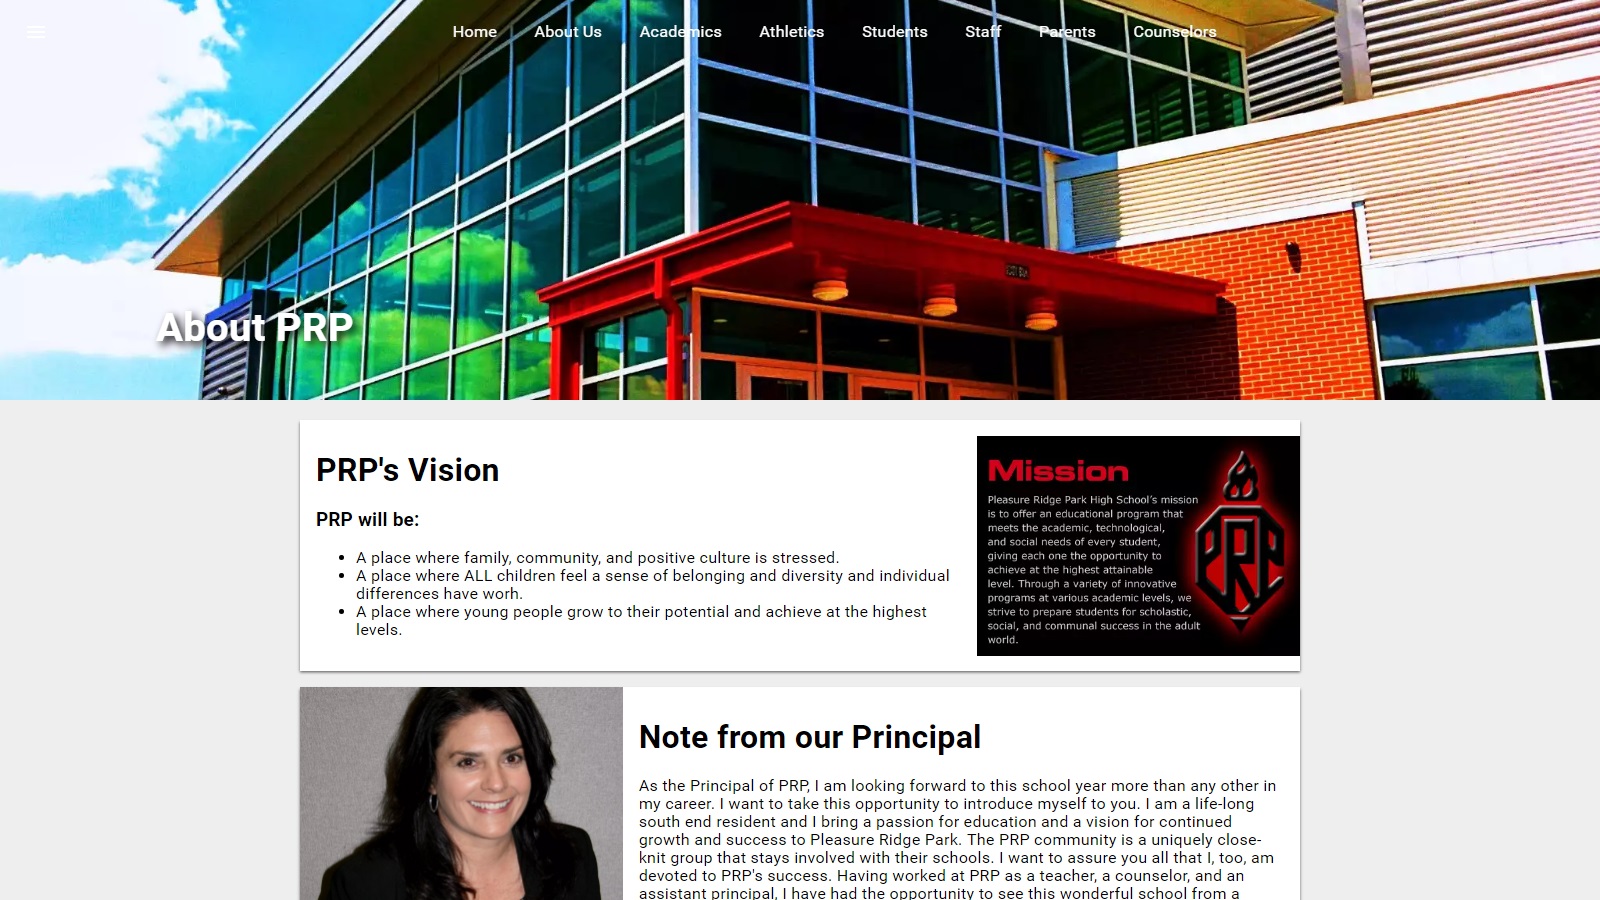 Home About Us Academics Athletics Students Staff Parents Counselors
About PRP
PRP's Vision
PRP will be:
A place where family, community, and positive culture is stressed.
A place where ALL children feel a sense of belonging and diversity and individual
differences have worh.
A place where young people grow to their potential and achieve at the highest
levels.
Mission
Pleasure Ridge Park High School's mission
is to offer an educational program that
meets the academic, technological,
and social needs of every student,
giving each one the opportunity to
achieve at the highest attainable
level. Through a variety of innovative
programs at various academic levels, we
strive to prepare students for scholastic,
social, and communal success in the adult
world.
PRP
Note from our Principal
As the Principal of PRP, I am looking forward to this school year more than any other in
my career. I want to take this opportunity to introduce myself to you. I am a life-long
south end resident and I bring a passion for education and a vision for continued
growth and success to Pleasure Ridge Park. The PRP community is a uniquely close-
knit group that stays involved with their schools. I want to assure you all that I, too, am
devoted to PRP's success. Having worked at PRP as a teacher, a counselor, and an
assistant principal, I have had the opportunity to see this wonderful school from a